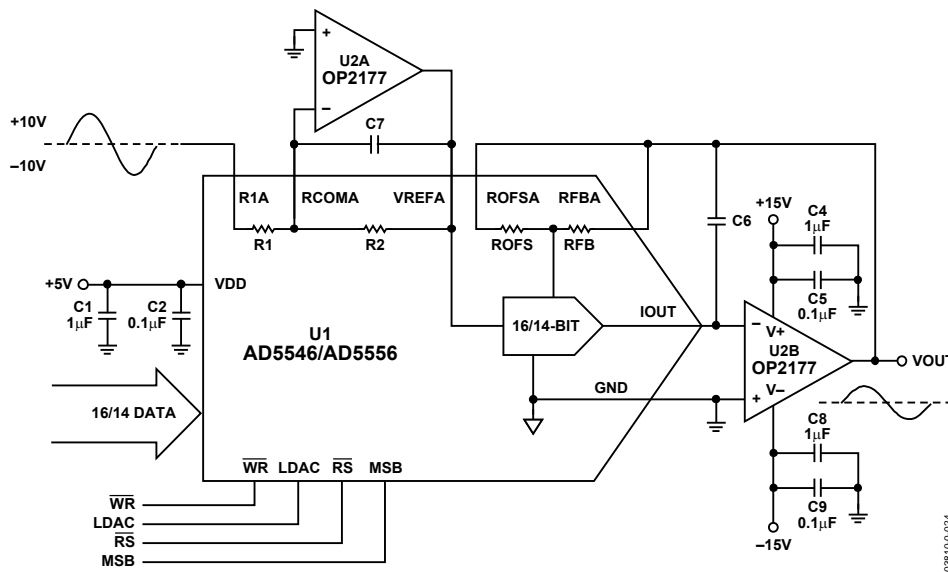 U2A
OP2177
+
–
C7
+10V
–10V
R1A
RCOMA
VREFA
ROFSA
RFBA
R1
R2
ROFS
RFB
C6
+15V
C4
1µF
C5
0.1µF
+5V
C1
1µF
C2
0.1µF
VDD
U1
AD5546/AD5556
16/14-BIT
IOUT
GND
–
V+
U2B
OP2177
+
V–
VOUT
16/14 DATA
C8
1µF
C9
0.1µF
–15V
WR LDAC RS MSB
WR
LDAC
RS
MSB